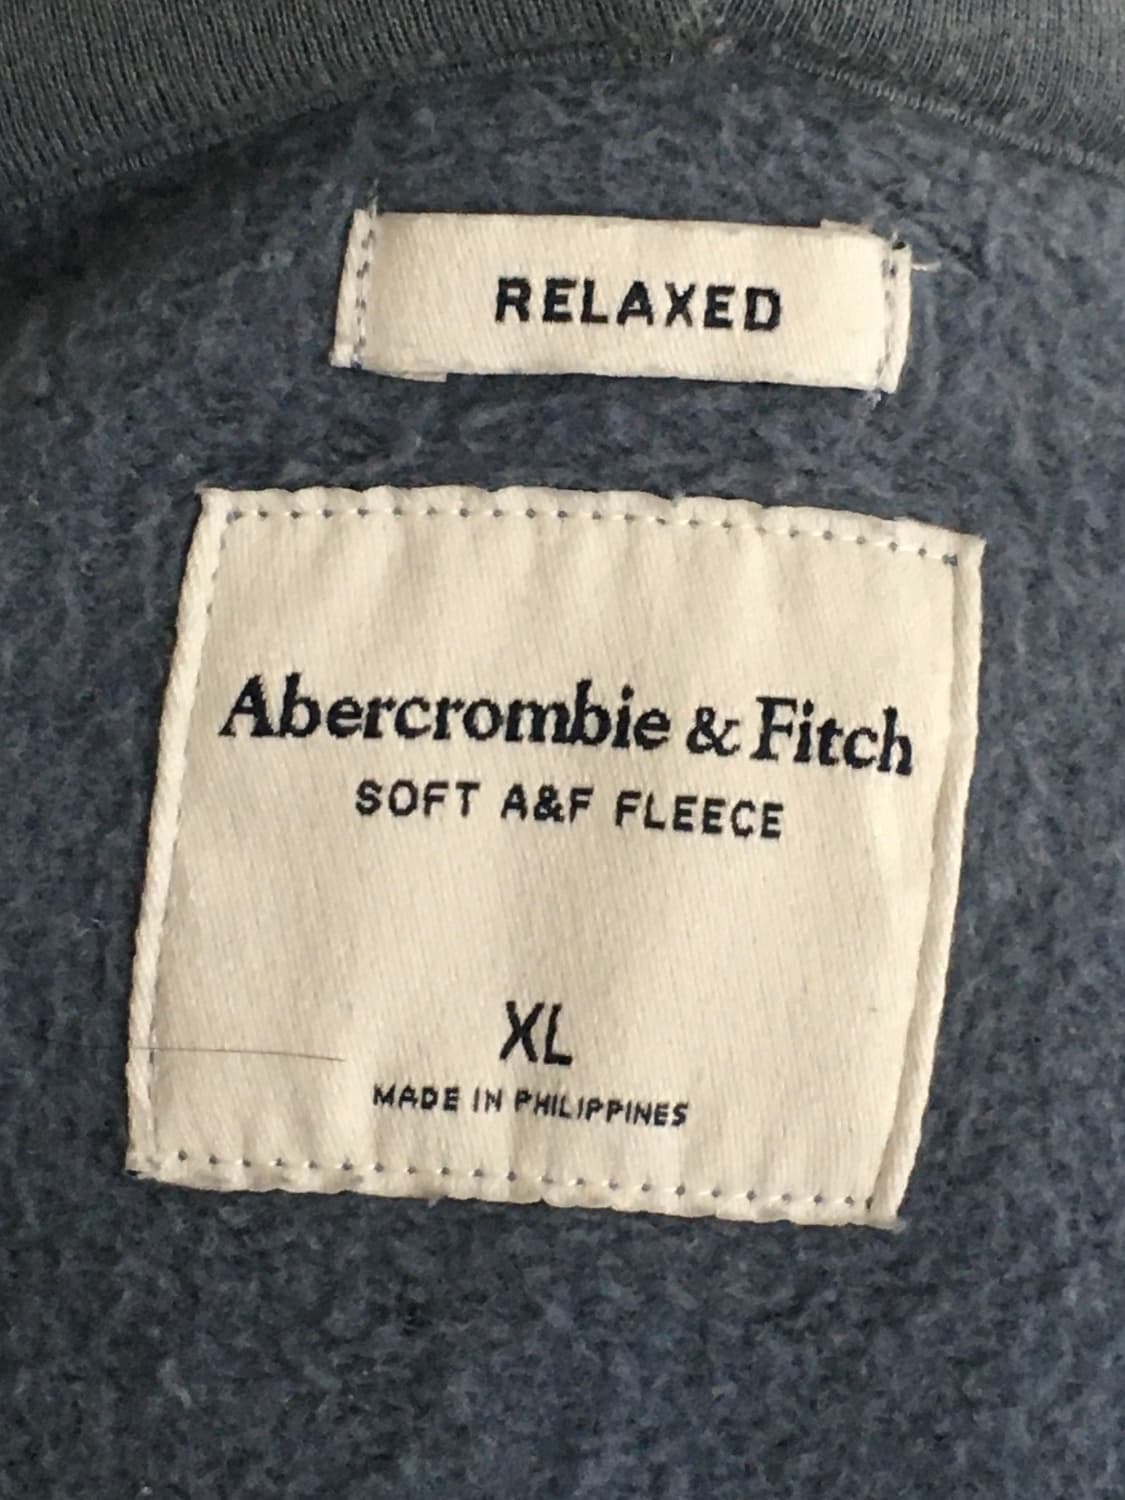 RELAXED
Abercrombie & Fitch
SOFT A&F FLEECE
XL
MADE IN PHILIPPINES